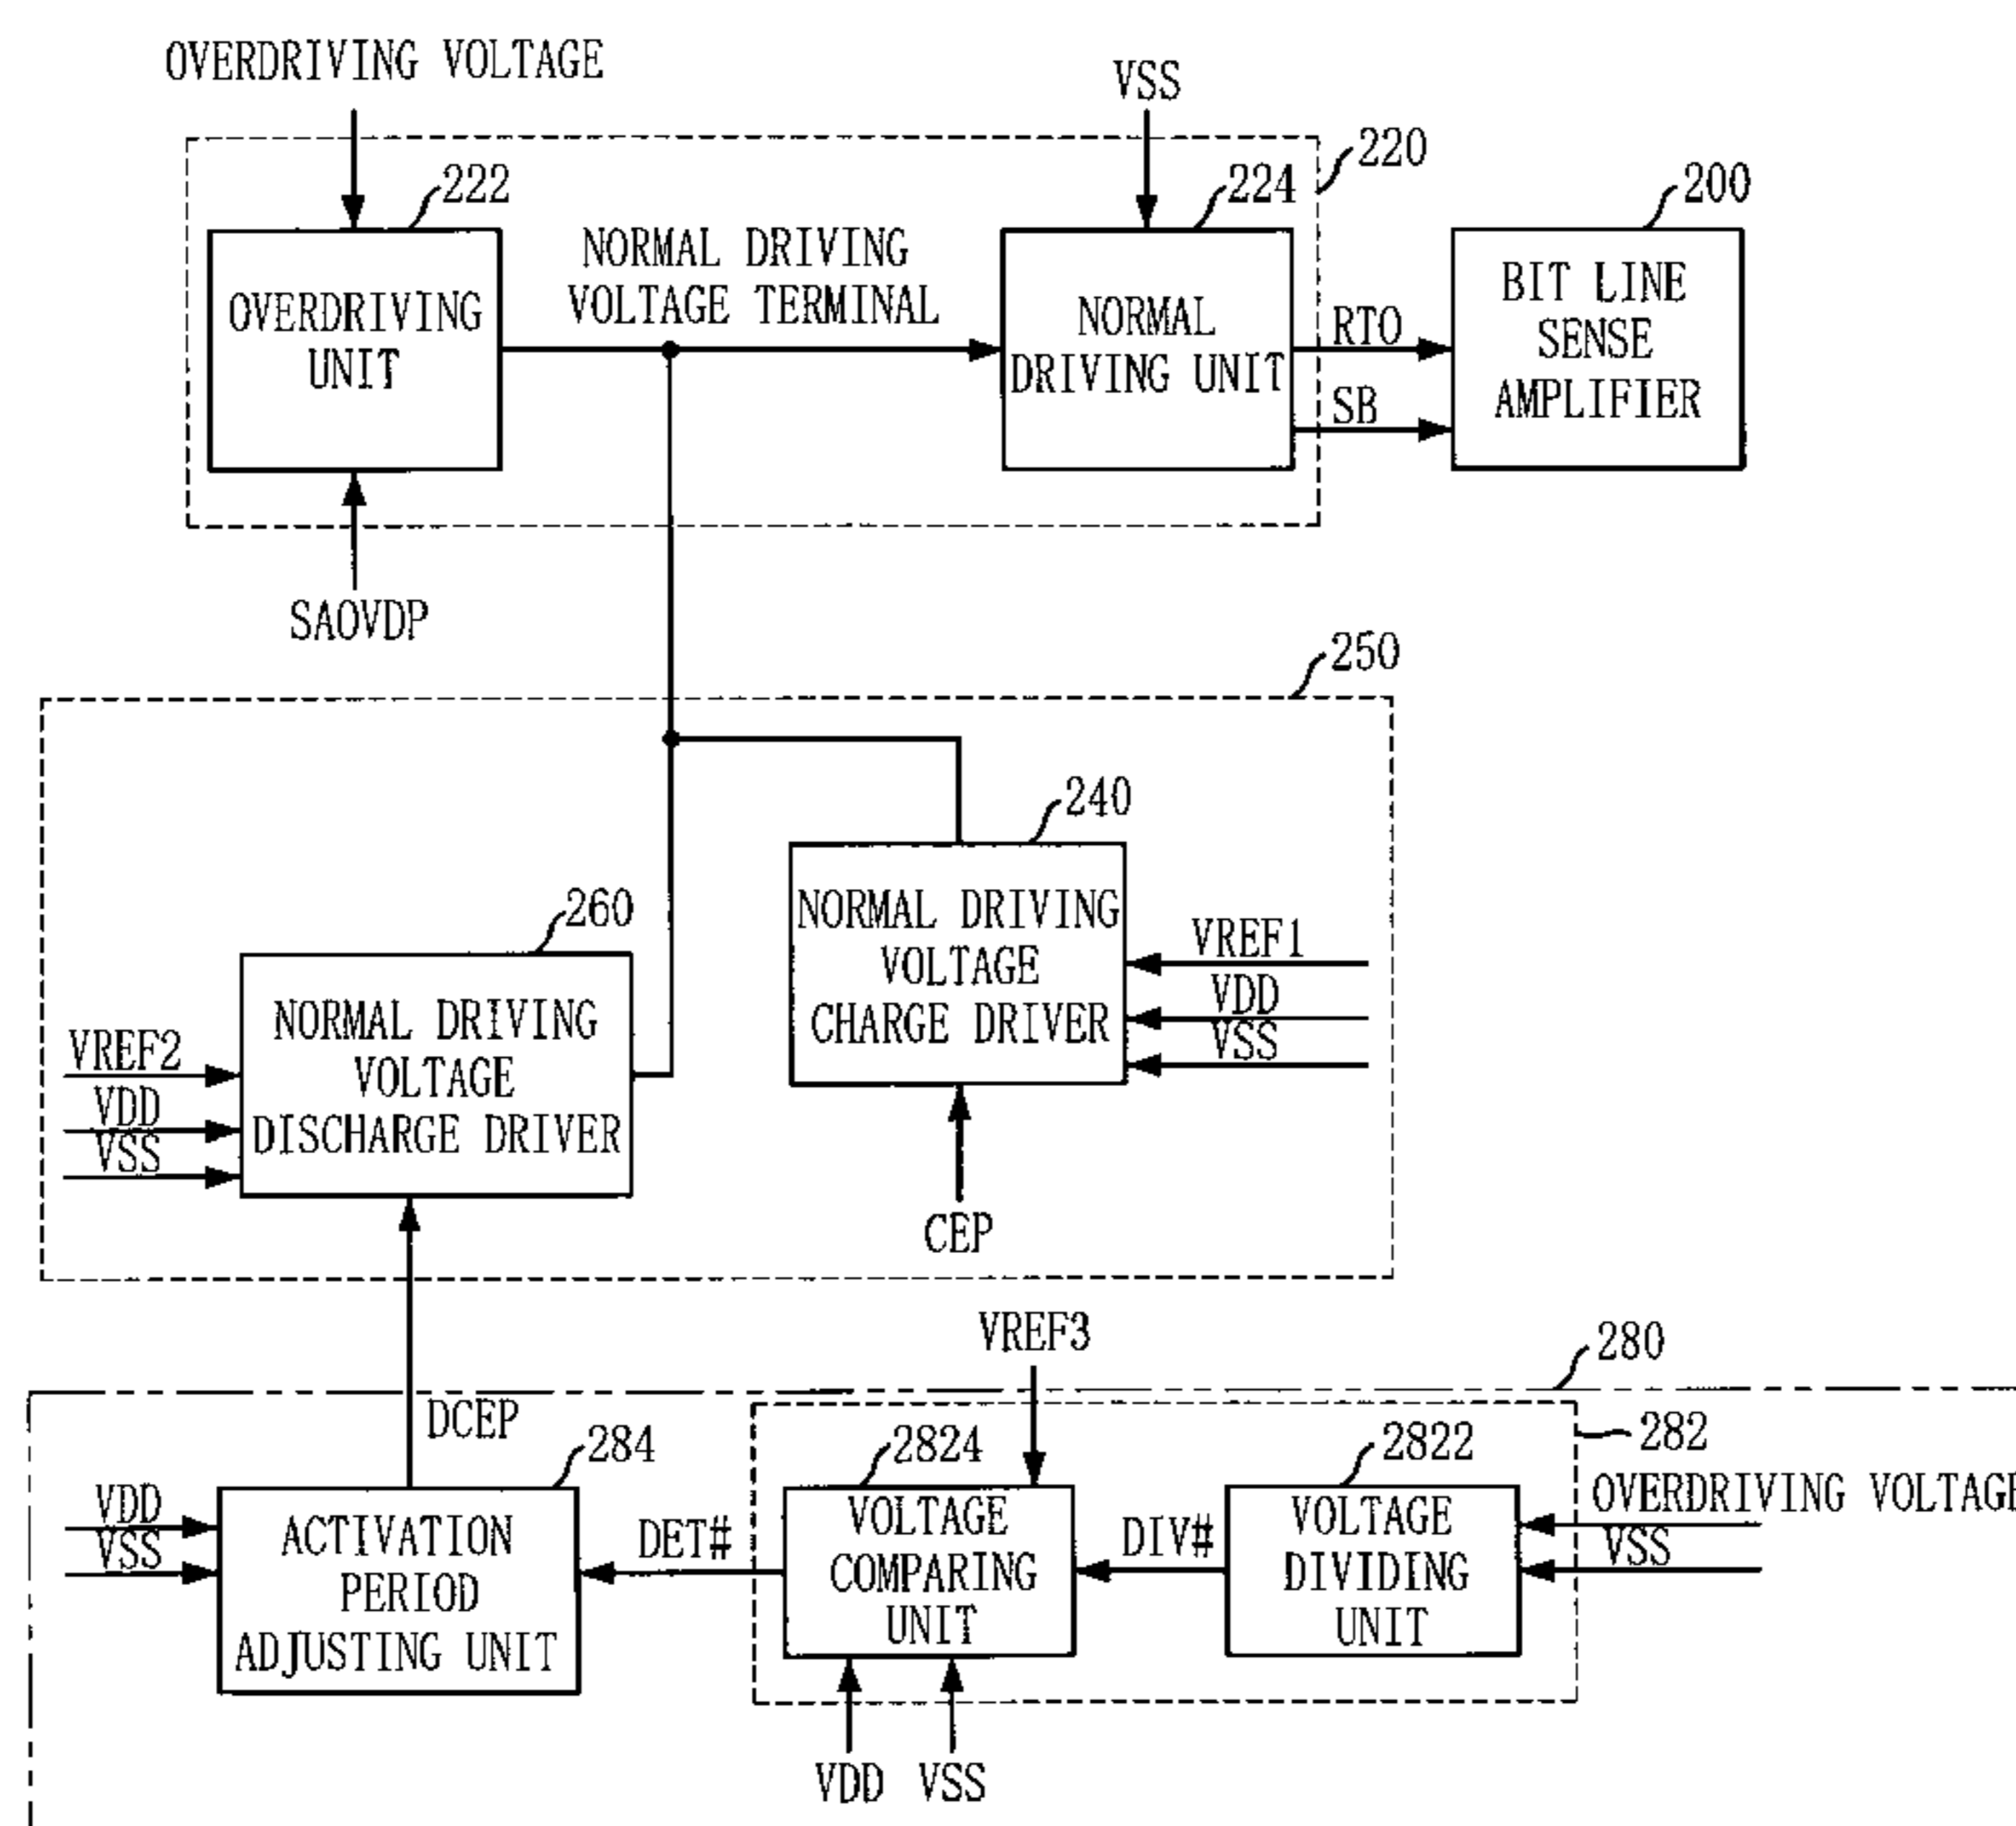 OVERDRIVING VOLTAGE
VSS
220
222
224
200
OVERDRIVING
UNIT
NORMAL DRIVING
VOLTAGE TERMINAL
NORMAL
DRIVING UNIT
RTO
SB
BIT LINE
SENSE
AMPLIFIER
SAOVDP
250
240
NORMAL DRIVING
VOLTAGE
CHARGE DRIVER
VREF1
VDD
VSS
CEP
260
NORMAL DRIVING
VOLTAGE
DISCHARGE DRIVER
VREF2
VDD
VSS
VREF3
280
DCEP
284
2824
2822
282
VDD
VSS
ACTIVATION
PERIOD
ADJUSTING UNIT
DET#
VOLTAGE
COMPARING
UNIT
DIV#
VOLTAGE
DIVIDING
UNIT
OVERDRIVING VOLTAGE
VSS
VDD VSS